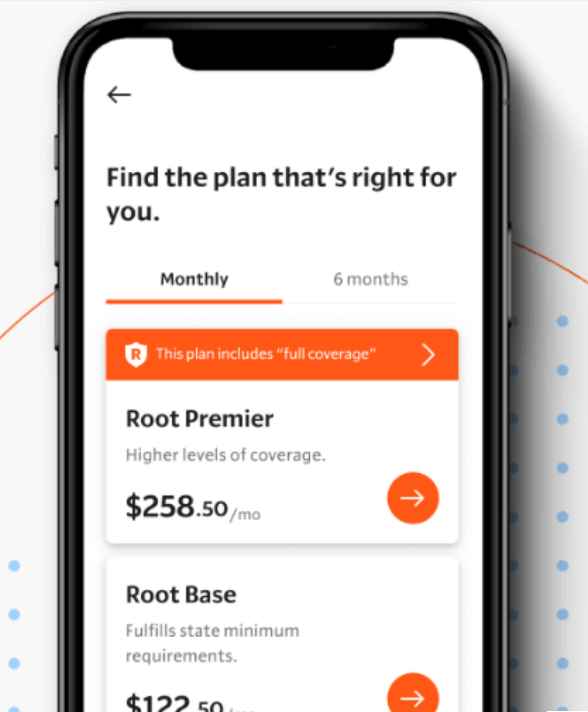 Find the plan that's right for
you.
Monthly
6 months
R
This plan includes “full coverage”
Root Premier
Higher levels of coverage.
$258.50/mo
Root Base
Fulfills state minimum
requirements.
$122.50/mo